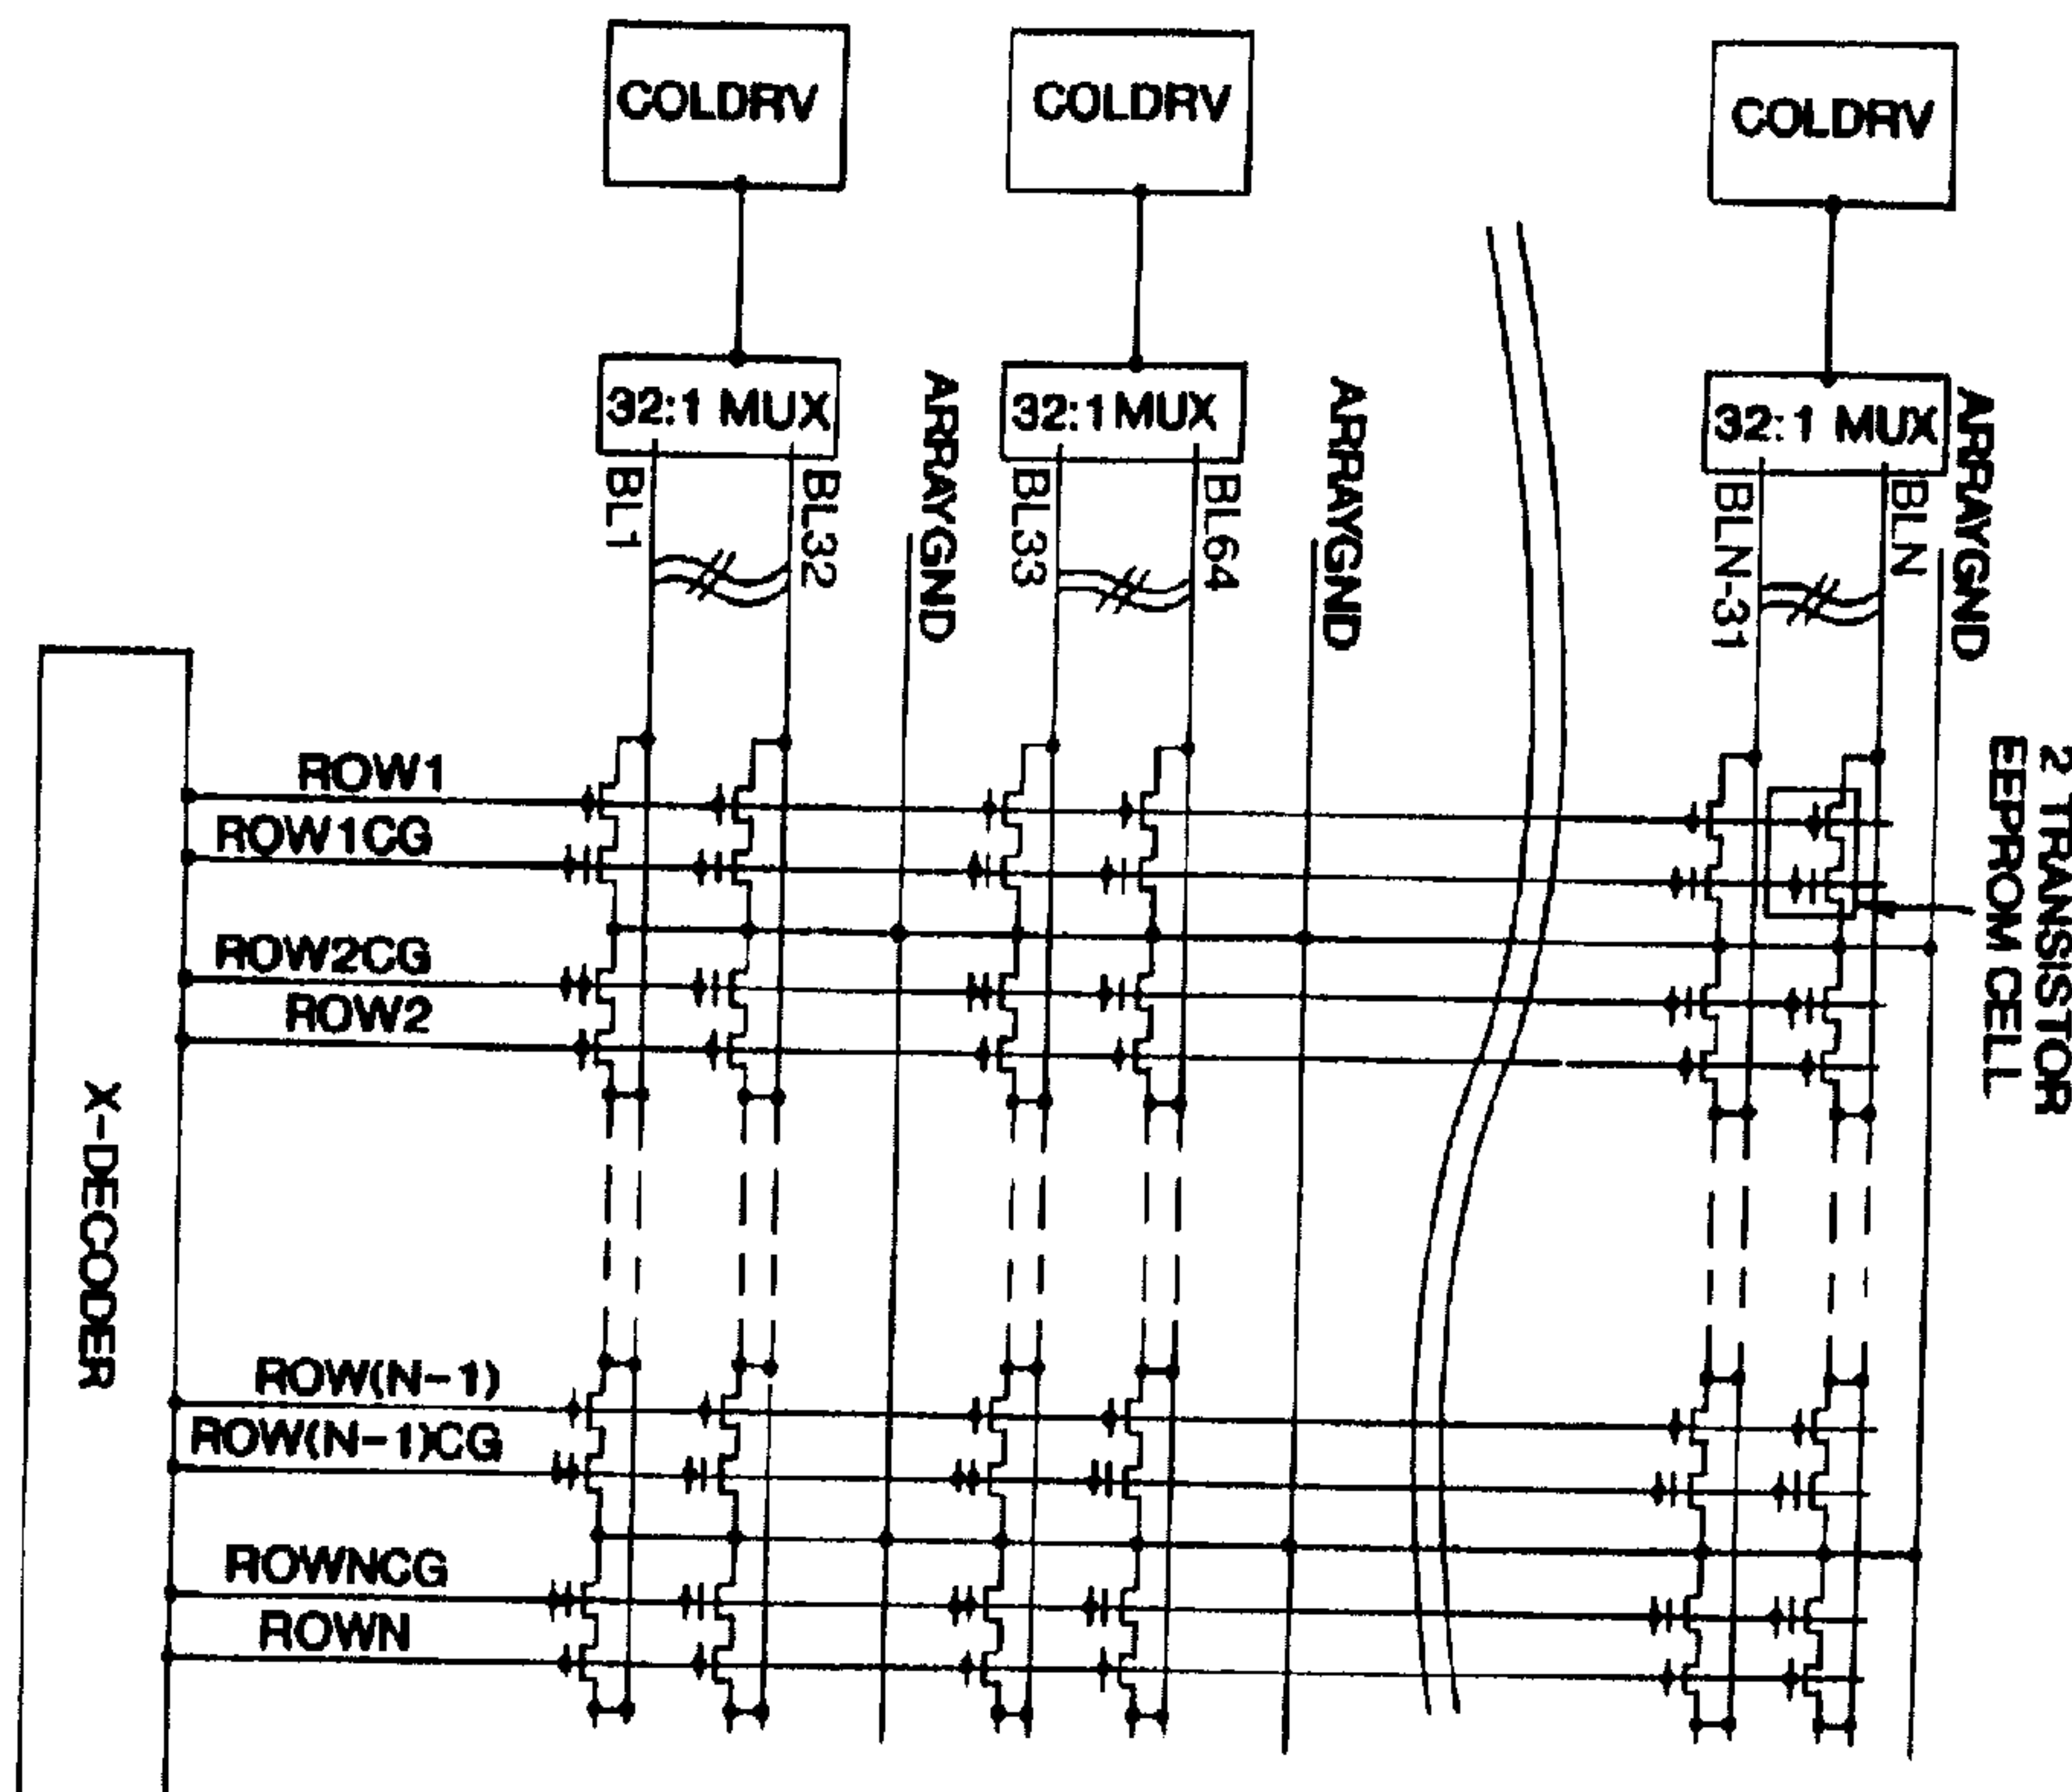 COLDRV
COLDRV
COLDRV
32:1 MUX
32:1 MUX
32:1 MUX
BL1
BL32
ARRAYGND
BL33
BL64
ARRAYGND
BLN-31
BLN
ARRAYGND
2 TRANSISTOR
EEPROM CELL
X-DECODER
ROW1
ROW1CG
ROW2CG
ROW2
ROW(N-1)
ROW(N-1)CG
ROWNCG
ROWN